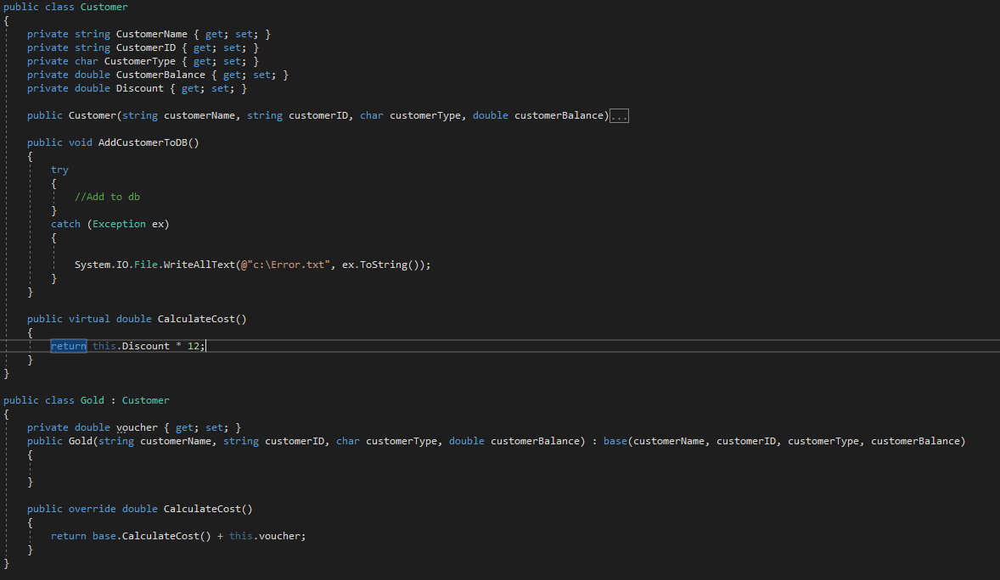 public class Customer
{
private string CustomerName { get; set; }
private string CustomerID { get; set; }
private char CustomerType { get; set; }
private double CustomerBalance { get; set; }
private double Discount { get; set; }
public Customer(string customerName, string customerID, char customerType, double customerBalance)...
public void AddCustomerToDB()
{
try
{
//Add to db
}
catch (Exception ex)
{
System.IO.File.WriteAllText(@"c:\Error.txt", ex.ToString());
}
}
public virtual double CalculateCost()
{
return this.Discount * 12;
}
}
public class Gold : Customer
{
private double voucher { get; set; }
public Gold(string customerName, string customerID, char customerType, double customerBalance) : base(customerName, customerID, customerType, customerBalance)
{
}
public override double CalculateCost()
{
return base.CalculateCost() + this.voucher;
}
}